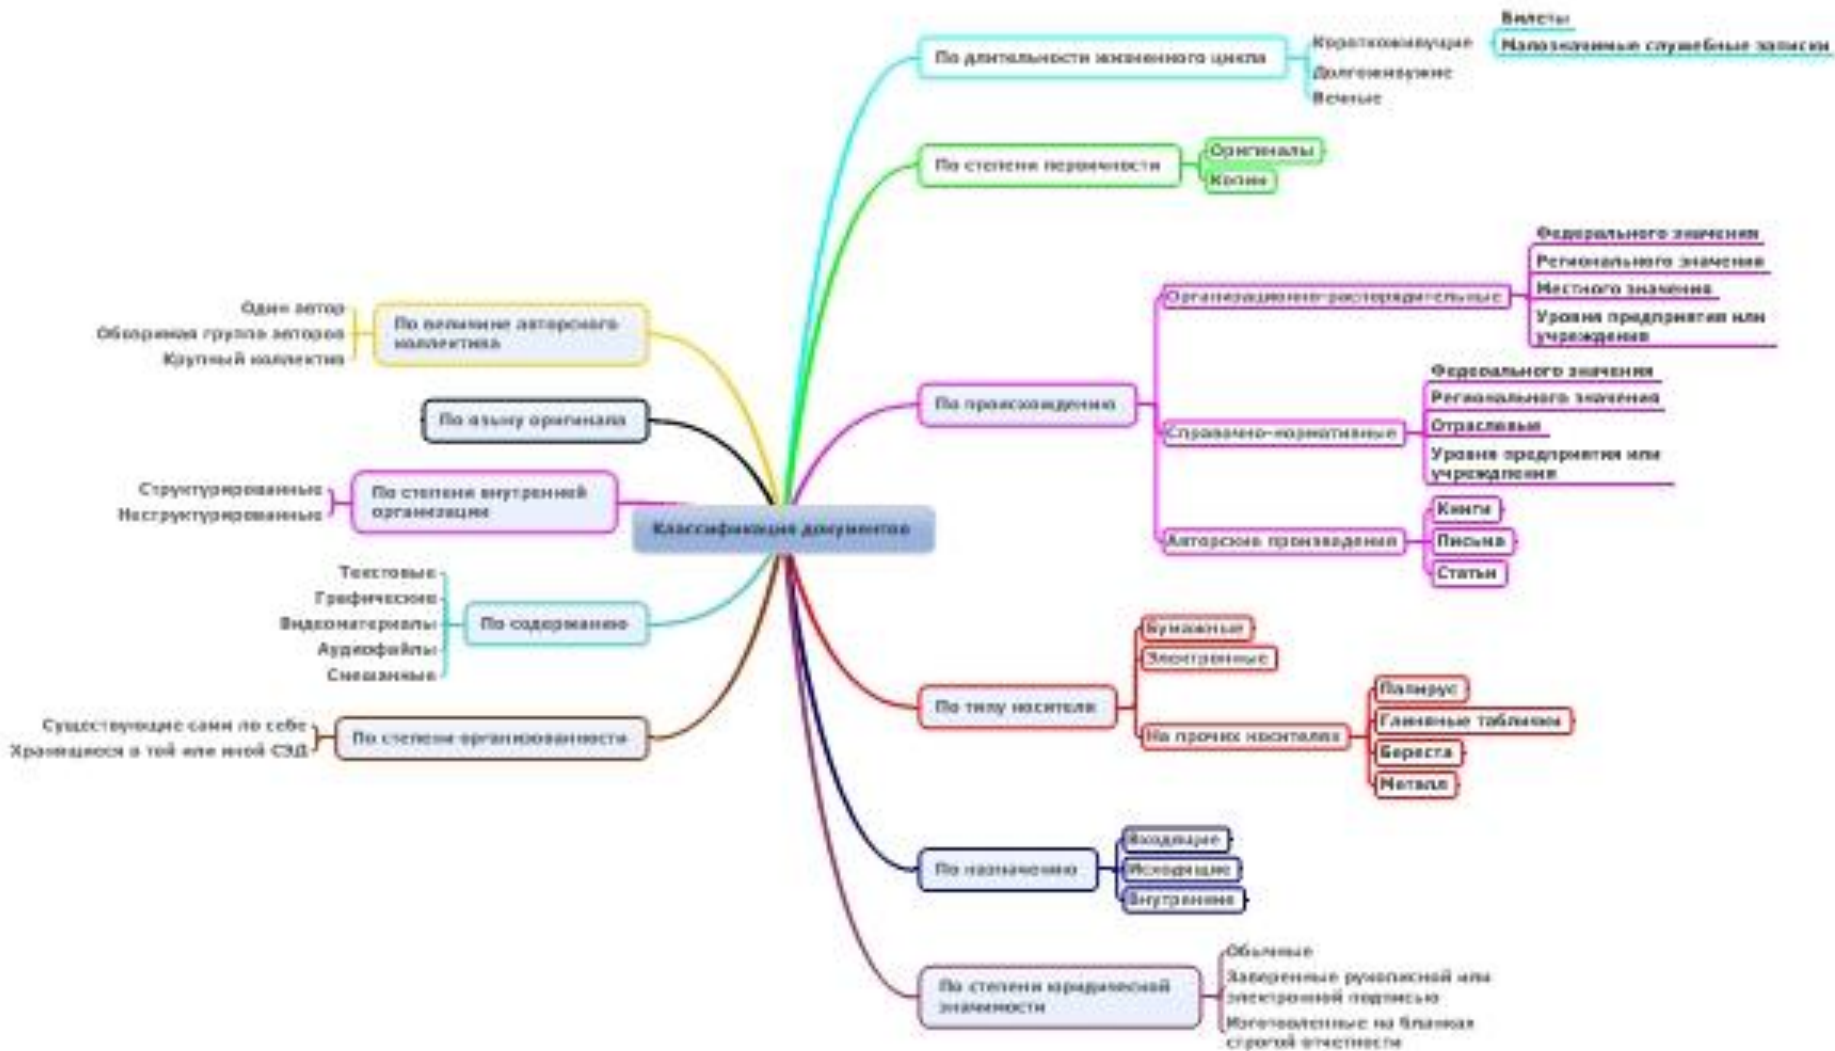 Классификация документов
По длительности жизненного цикла
Короткоживущие
Билеты
Малозначимые служебные записки
Долгоживужие
Вечные
По степени первичности
Оригиналы
Копии
По происхождению
Организационно-распорядительные
Федерального значения
Регионального значения
Местного значения
Уровня предприятия или
учреждения
Справочно-нормативные
Федерального значения
Регионального значения
Отраслевые
Уровня предприятия или
учреждления
Авторские произведения
Книги
Письма
Статьи
По типу носителя
Бумажные
Электронные
На прочих носителях
Папирус
Глиняные таблички
Береста
Металл
По назначению
Входящие
Исходящие
Внутренние
По степени юридической
значимости
Обычные
Заверенные рукописной или
электронной подписью
Изготовленные на бланках
строгой отчетности
По величине авторского
коллектива
Один автор
Обозримая группа авторов
Крупный коллектив
По языку оригинала
По степени внутренней
организации
Структурированные
Неструктурированные
По содержанию
Текстовые
Графические
Видеоматериалы
Аудиофайлы
Смешанные
По степени организованности
Существующие сами по себе
Хранящиеся в той или иной СЭД